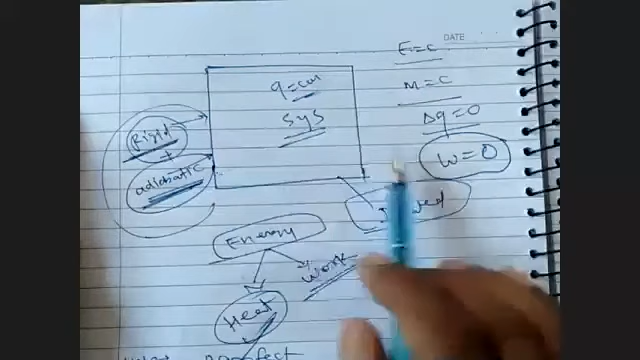 DATE
E=c
q=con
M=c
sys
Δq=0
Rigid
+
adiabatic
W=0
Energy
work
Heat